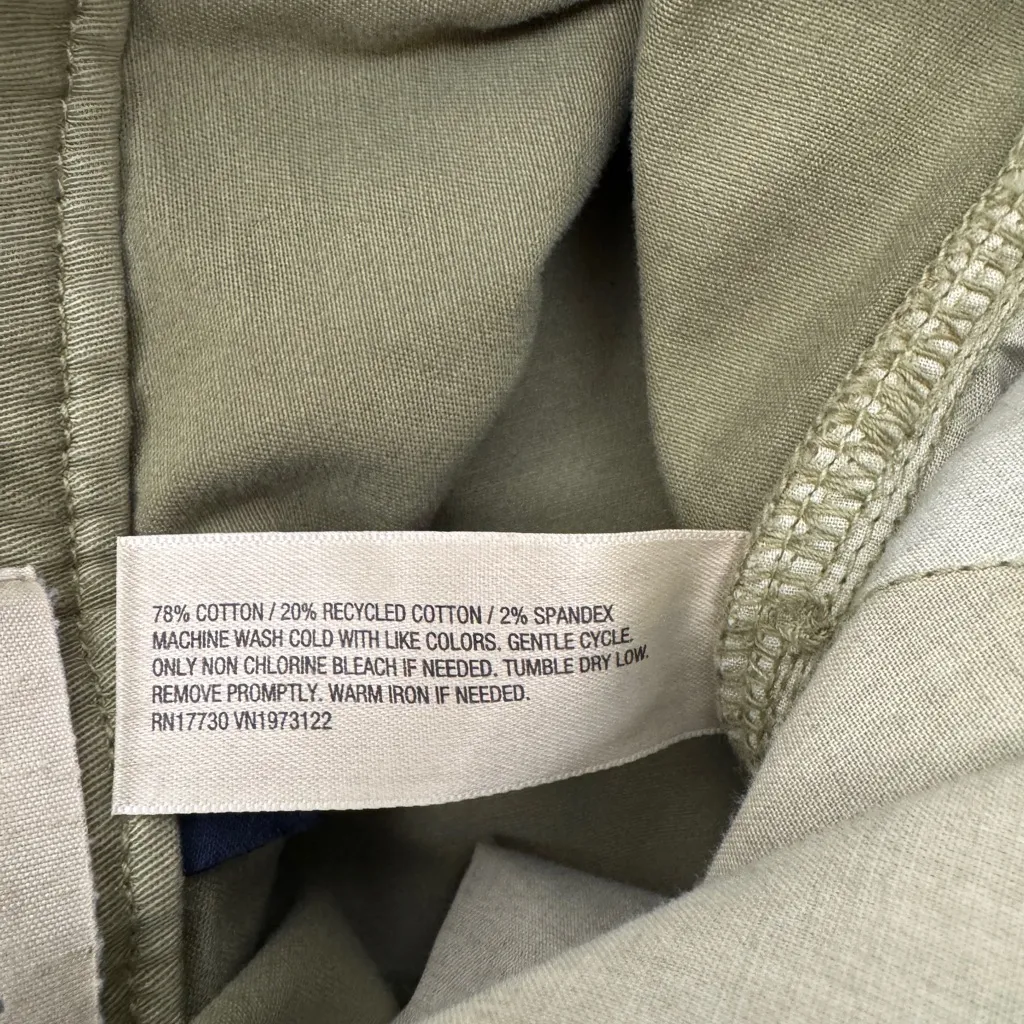 78% COTTON / 20% RECYCLED COTTON / 2% SPANDEX
MACHINE WASH COLD WITH LIKE COLORS. GENTLE CYCLE.
ONLY NON CHLORINE BLEACH IF NEEDED. TUMBLE DRY LOW.
REMOVE PROMPTLY. WARM IRON IF NEEDED.
RN17730 VN1973122